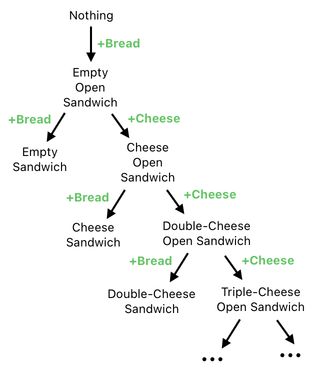 Nothing
+Bread
Empty
Open
Sandwich
+Bread
+Cheese
Empty
Sandwich
Cheese
Open
Sandwich
+Bread
+Cheese
Cheese
Sandwich
Double-Cheese
Open Sandwich
+Bread
+Cheese
Double-Cheese
Sandwich
Triple-Cheese
Open Sandwich
...
...